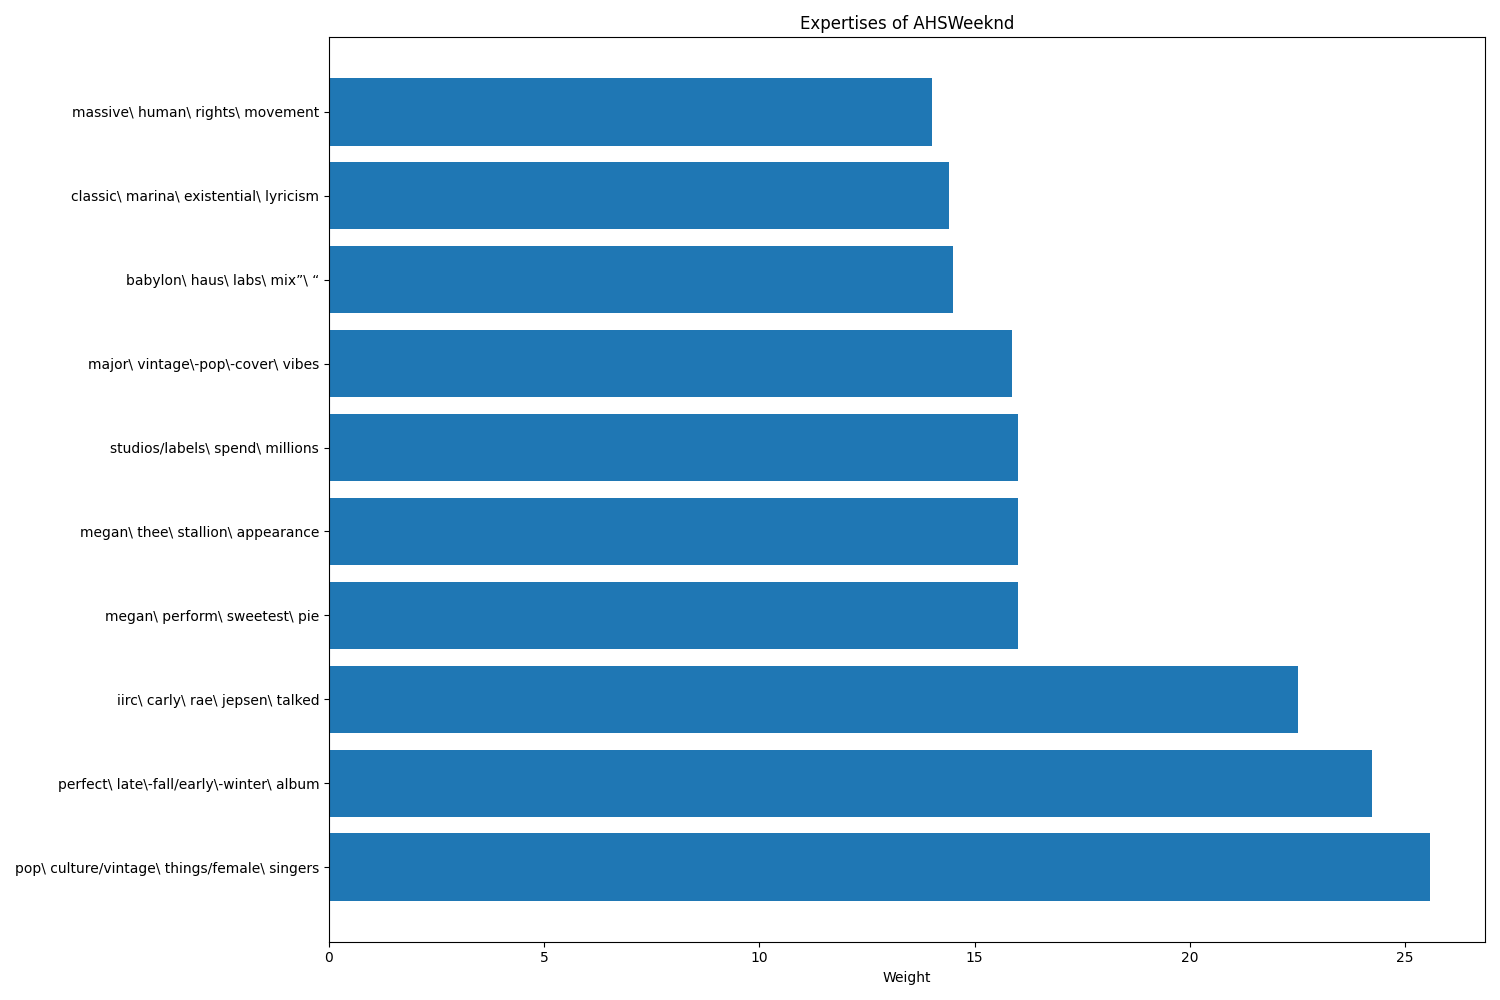 Expertises of AHSWeeknd
massive\ human\ rights\ movement
classic\ marina\ existential\ lyricism
babylon\ haus\ labs\ mix”\ “
major\ vintage\-pop\-cover\ vibes
studios/labels\ spend\ millions
megan\ thee\ stallion\ appearance
megan\ perform\ sweetest\ pie
iirc\ carly\ rae\ jepsen\ talked
perfect\ late\-fall/early\-winter\ album
pop\ culture/vintage\ things/female\ singers
0 5 10 15 20 25
Weight